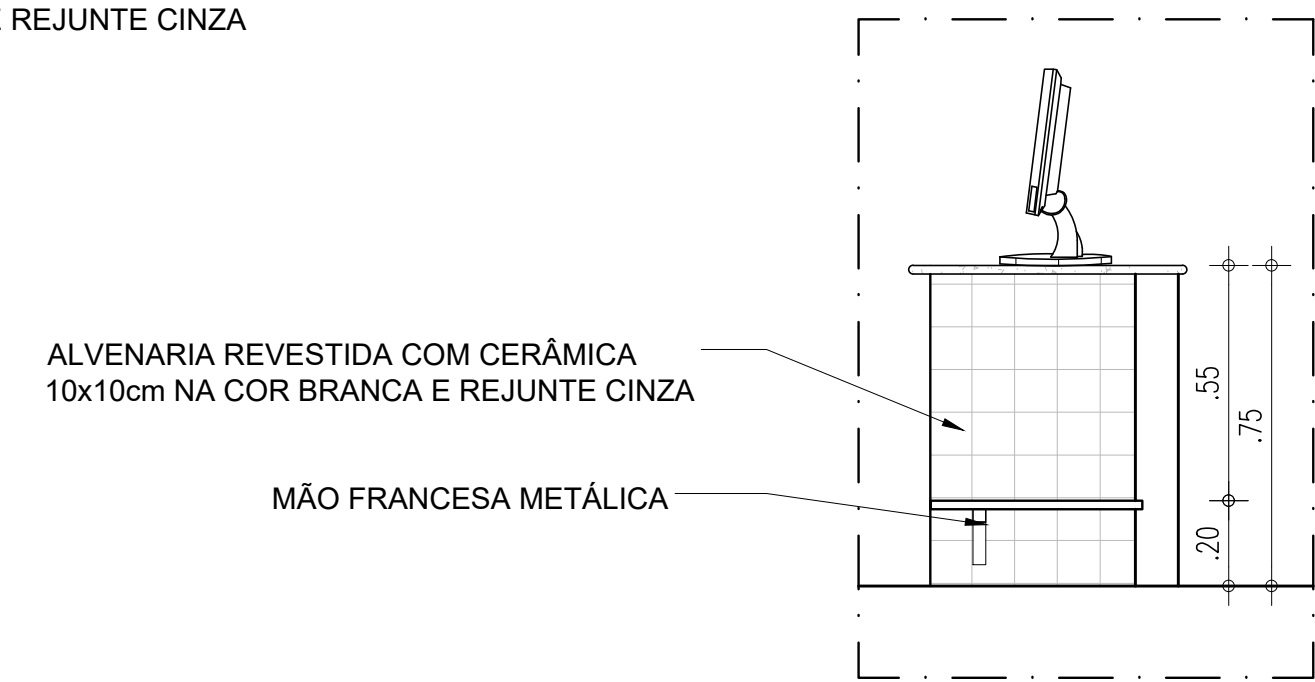 E REJUNTE CINZA
ALVENARIA REVESTIDA COM CERÂMICA
10x10cm NA COR BRANCA E REJUNTE CINZA
MÃO FRANCESA METÁLICA
.55
.75
.20